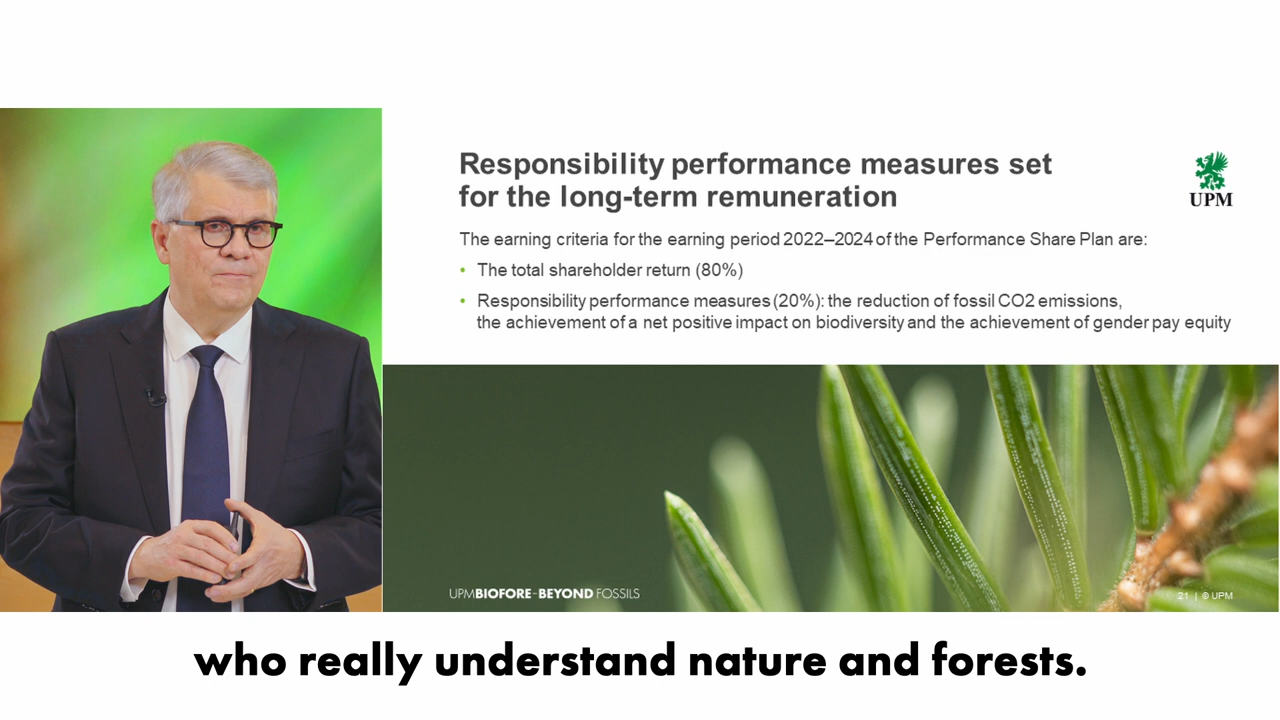 Responsibility performance measures set
for the long-term remuneration
UPM
The earning criteria for the earning period 2022–2024 of the Performance Share Plan are:
• The total shareholder return (80%)
• Responsibility performance measures (20%): the reduction of fossil CO2 emissions,
the achievement of a net positive impact on biodiversity and the achievement of gender pay equity
UPM BIOFORE-BEYOND FOSSILS
21 | © UPM
who really understand nature and forests.